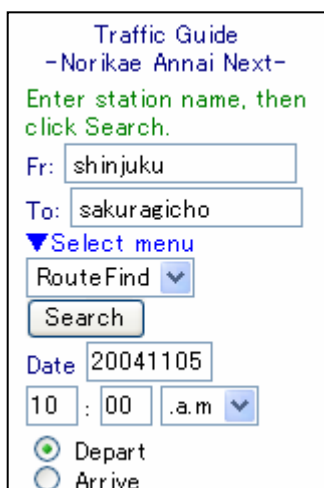 Traffic Guide
-Norikae Annai Next-
Enter station name, then
click Search.
Fr: shinjuku
To: sakuragicho
▼Select menu
RouteFind
Search
Date 20041105
10 : 00 .a.m
Depart
Arrive